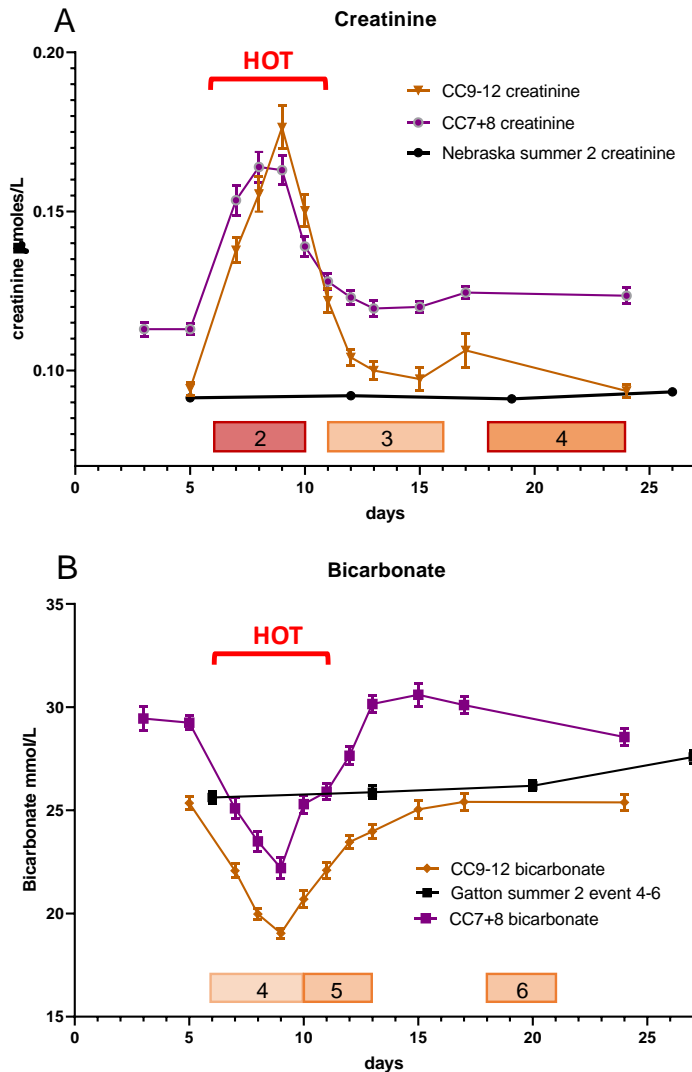 A
Creatinine
HOT
0.20
0.15
0.10
creatinine µmoles/L
CC9-12 creatinine
CC7+8 creatinine
Nebraska summer 2 creatinine
2 3 4
0 5 10 15 20 25
days
B
Bicarbonate
HOT
35
30
25
20
15
Bicarbonate mmol/L
CC9-12 bicarbonate
Gatton summer 2 event 4-6
CC7+8 bicarbonate
4 5 6
0 5 10 15 20 25
days